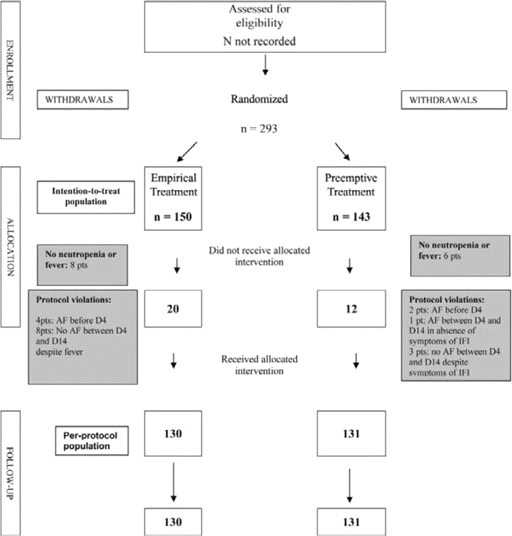 Assessed for
eligibility
N not recorded
ENROLLMENT
WITHDRAWALS
Randomized
WITHDRAWALS
n = 293
Intention-to-treat
population
Empirical
Treatment
n = 150
Preemptive
Treatment
n = 143
ALLOCATION
No neutropenia or
fever: 8 pts
Did not receive allocated
intervention
No neutropenia or
fever: 6 pts
Protocol violations:
4pts: AF before D4
8pts: No AF between D4
and D14
despite fever
20
12
Protocol violations:
2 pts: AF before D4
1 pt: AF between D4 and
D14 in absence of
symptoms of IFI
3 pts: no AF between D4
and D14 despite
symptoms of IFI
Received allocated
intervention
FOLLOW-UP
Per-protocol
population
130
131
130
131